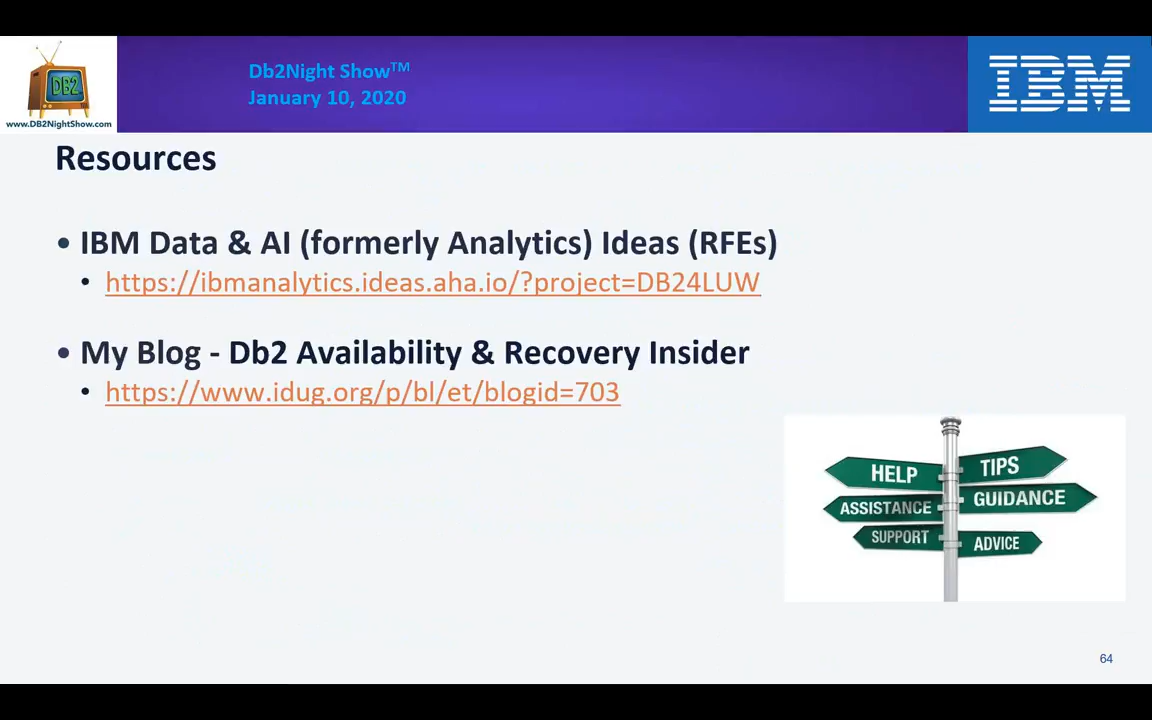 DB2
www.DB2NightShow.com
Db2Night Show™
January 10, 2020
IBM
Resources
• IBM Data & AI (formerly Analytics) Ideas (RFEs)
• https://ibmanalytics.ideas.aha.io/?project=DB24LUW
• My Blog - Db2 Availability & Recovery Insider
• https://www.idug.org/p/bl/et/blogid=703
HELP
TIPS
ASSISTANCE
GUIDANCE
SUPPORT
ADVICE
64